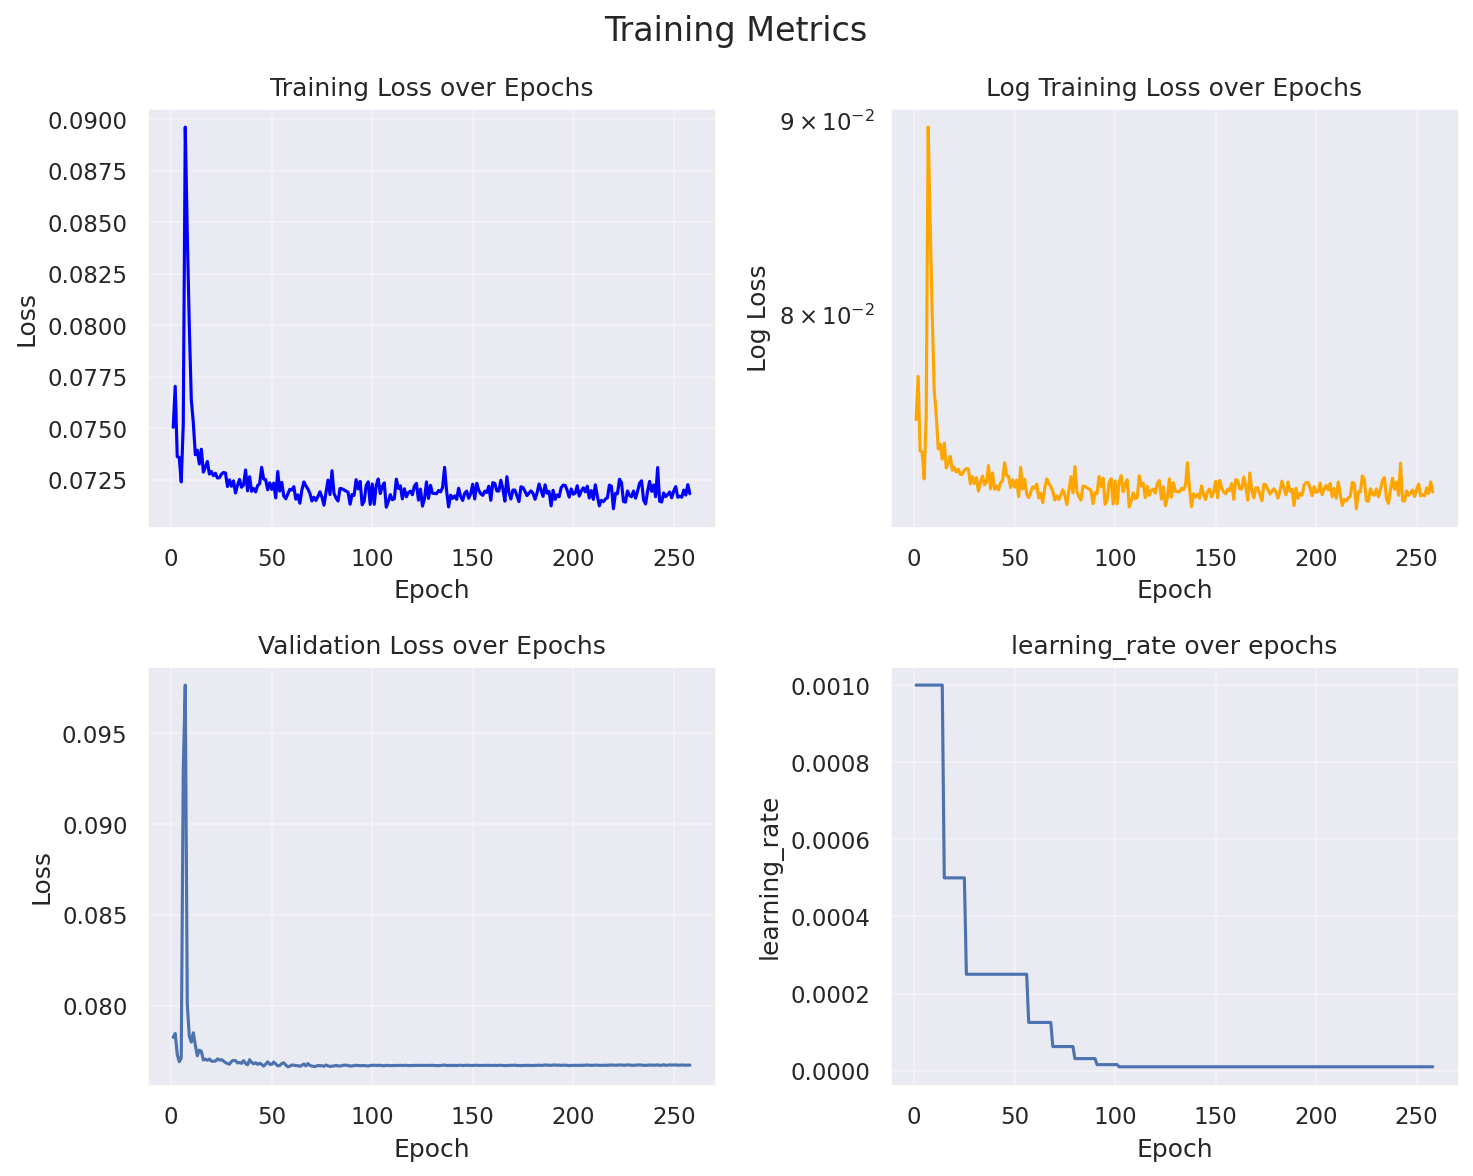 Training Metrics
Training Loss over Epochs
0.0900
0.0875
0.0850
0.0825
0.0800
0.0775
0.0750
0.0725
Loss
0 50 100 150 200 250
Epoch
Log Training Loss over Epochs
9 × 10⁻²
8 × 10⁻²
Log Loss
0 50 100 150 200 250
Epoch
Validation Loss over Epochs
0.095
0.090
0.085
0.080
Loss
0 50 100 150 200 250
Epoch
learning_rate over epochs
0.0010
0.0008
0.0006
0.0004
0.0002
0.0000
learning_rate
0 50 100 150 200 250
Epoch